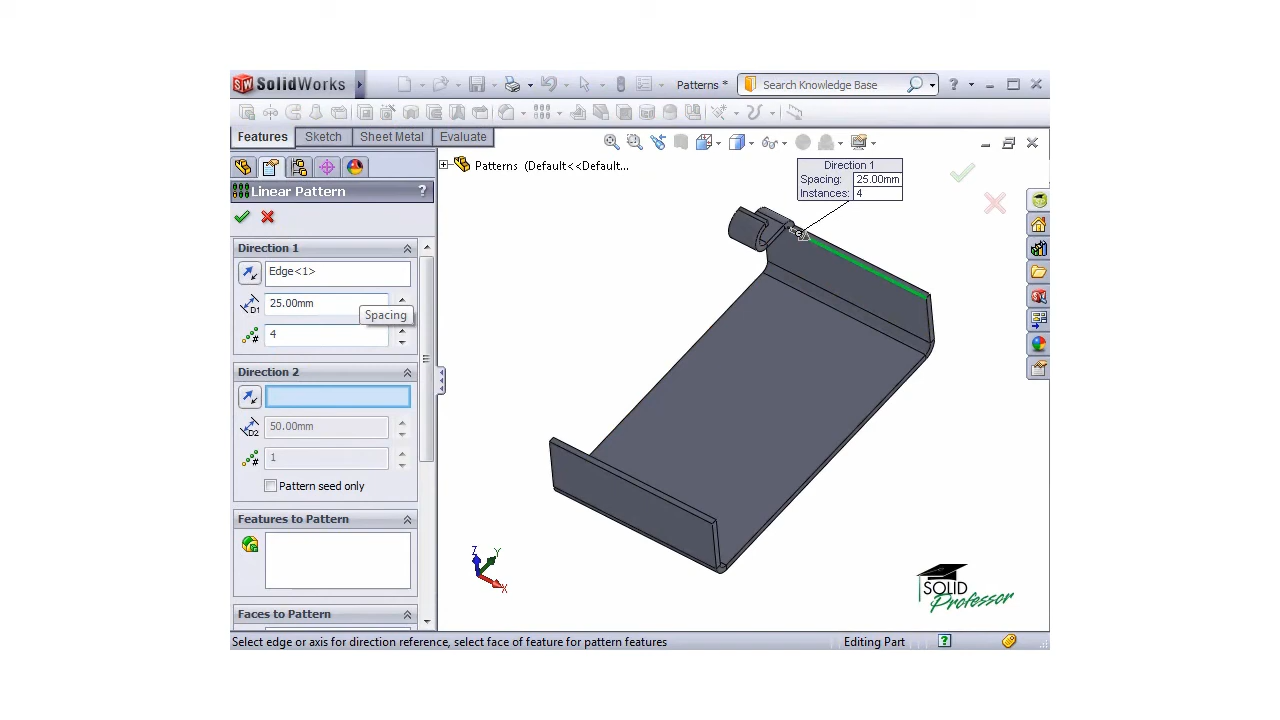 SolidWorks
Patterns *
Search Knowledge Base
?
Features
Sketch
Sheet Metal
Evaluate
Patterns (Default<<Default...
Linear Pattern
?
Direction 1
Edge<1>
D1
25.00mm
Spacing
#
4
Direction 2
D2
50.00mm
#
1
Pattern seed only
Features to Pattern
Faces to Pattern
Direction 1
Spacing: 25.00mm
Instances: 4
Z
Y
X
SOLID
Professor
Select edge or axis for direction reference, select face of feature for pattern features
Editing Part
?